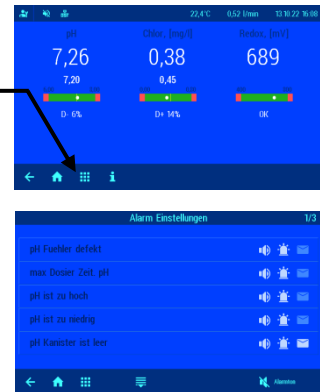 22,4°C 0,52 l/min 13.10.22 16:08
pH Chlor, [mg/l] Redox, [mV]
7,26 0,38 689
7,20 0,45
D- 6% D+ 14% OK
Alarm Einstellungen 1/3
pH Fuehler defekt
max Dosier Zeit. pH
pH ist zu hoch
pH ist zu niedrig
pH Kanister ist leer
Alarmton